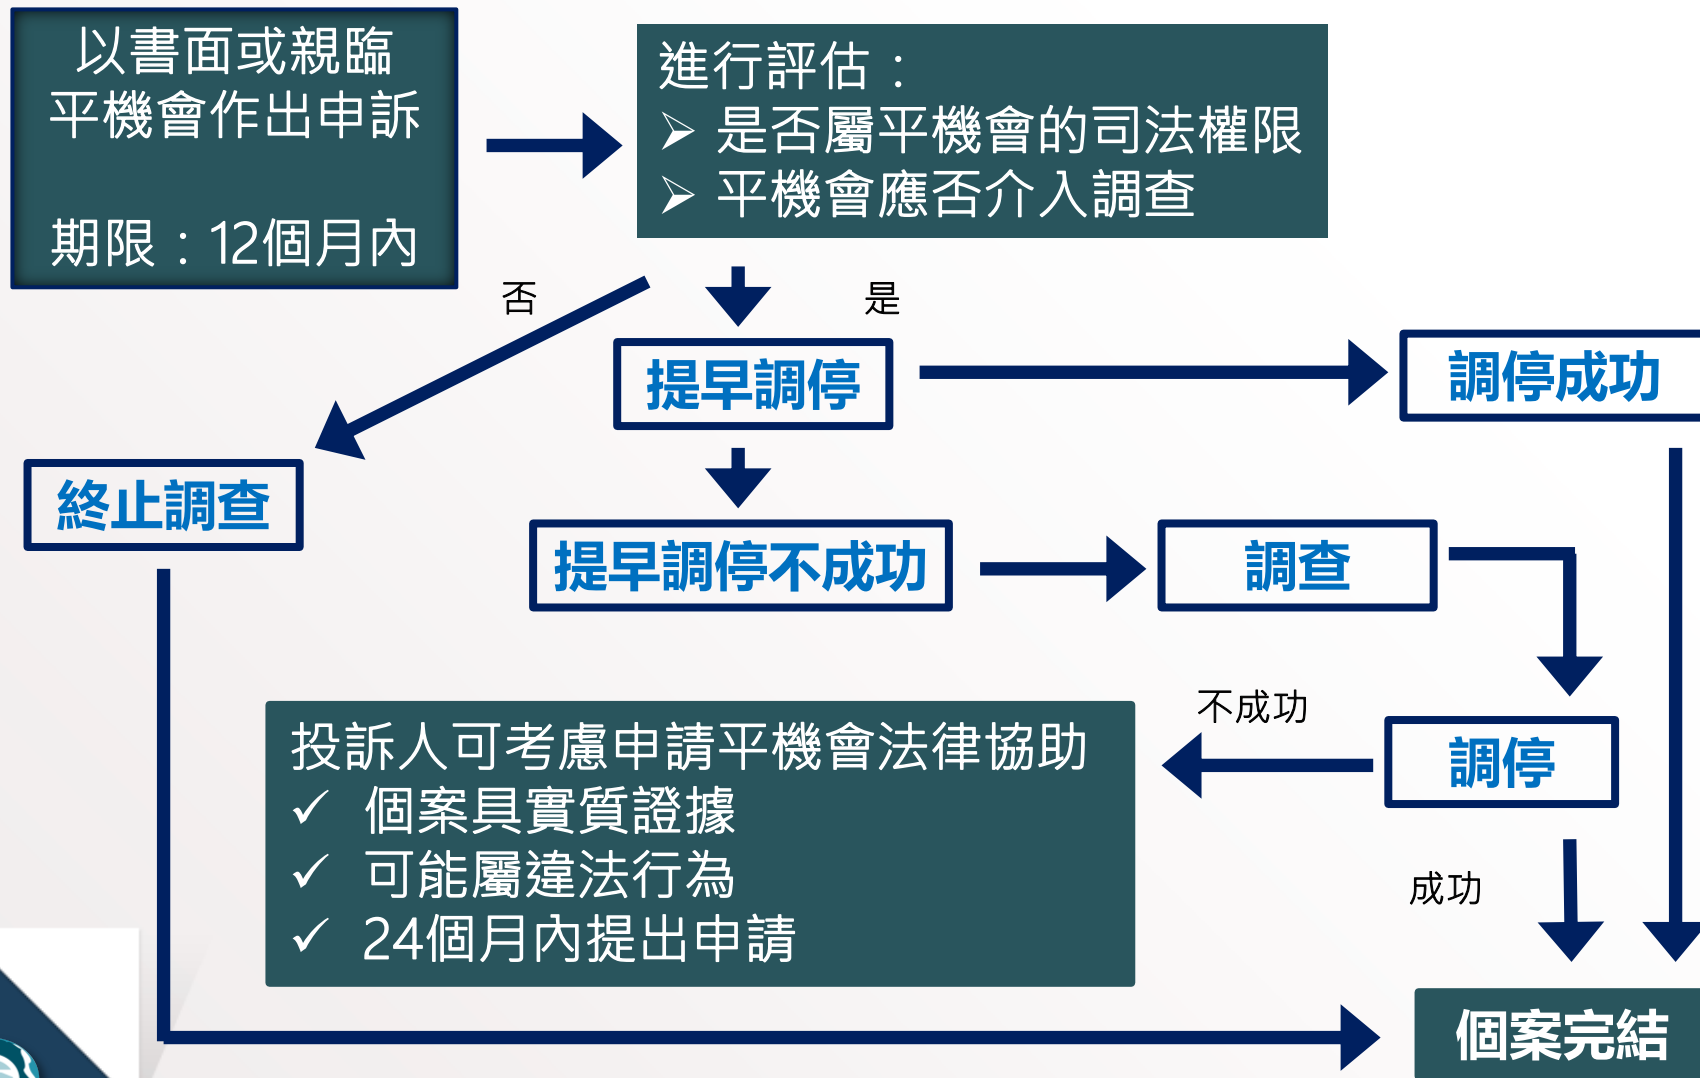 以書面或親臨
平機會作出申訴
期限：12個月內
進行評估：
➢ 是否屬平機會的司法權限
➢ 平機會應否介入調查
否
是
提早調停
調停成功
終止調查
提早調停不成功
調查
不成功
調停
投訴人可考慮申請平機會法律協助
✓ 個案具實質證據
✓ 可能屬違法行為
✓ 24個月內提出申請
成功
個案完結